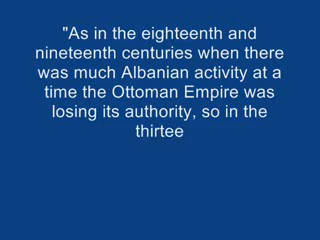 "As in the eighteenth and
nineteenth centuries when there
was much Albanian activity at a
time the Ottoman Empire was
losing its authority, so in the
thirtee